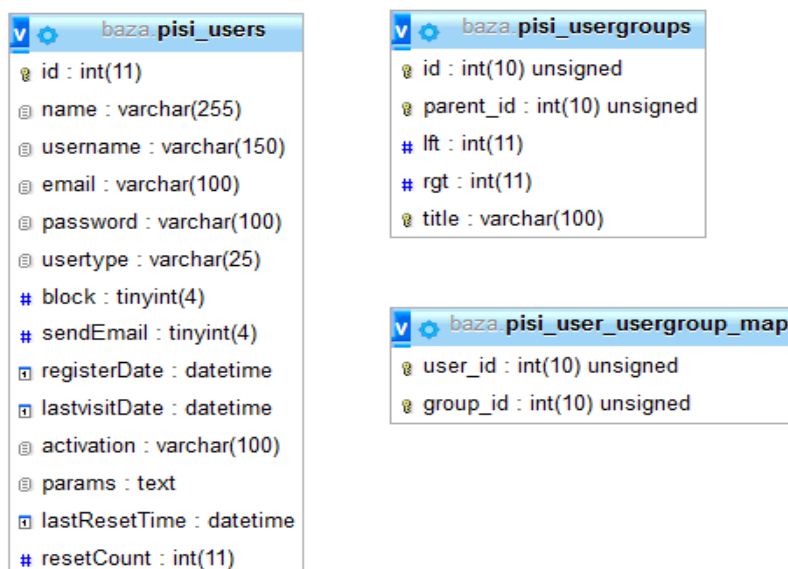 baza.pisi_users
id : int(11)
name : varchar(255)
username : varchar(150)
email : varchar(100)
password : varchar(100)
usertype : varchar(25)
# block : tinyint(4)
# sendEmail : tinyint(4)
registerDate : datetime
lastvisitDate : datetime
activation : varchar(100)
params : text
lastResetTime : datetime
# resetCount : int(11)
baza.pisi_usergroups
id : int(10) unsigned
parent_id : int(10) unsigned
# lft : int(11)
# rgt : int(11)
title : varchar(100)
baza.pisi_user_usergroup_map
user_id : int(10) unsigned
group_id : int(10) unsigned